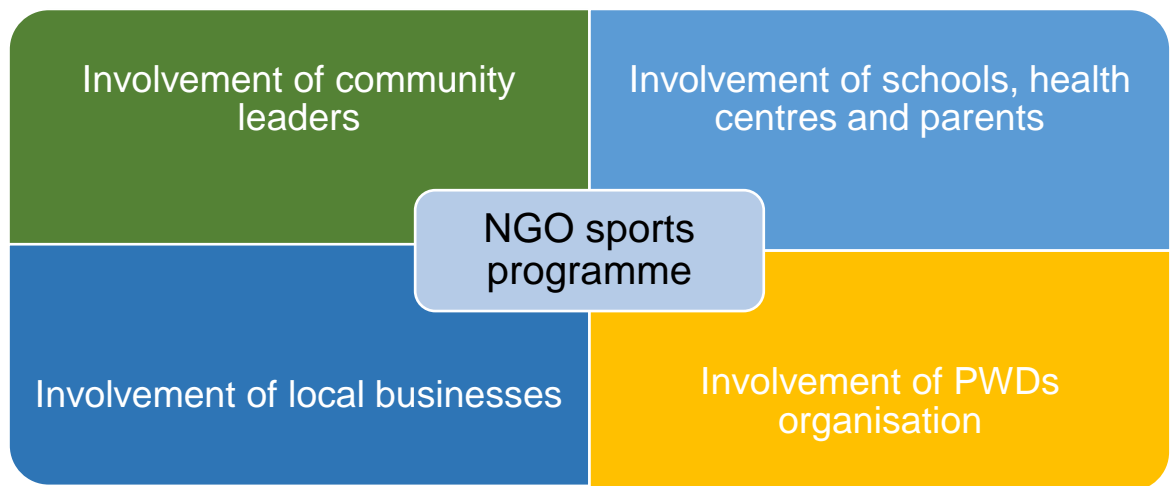 Involvement of community
leaders
Involvement of schools, health
centres and parents
NGO sports
programme
Involvement of local businesses
Involvement of PWDs
organisation